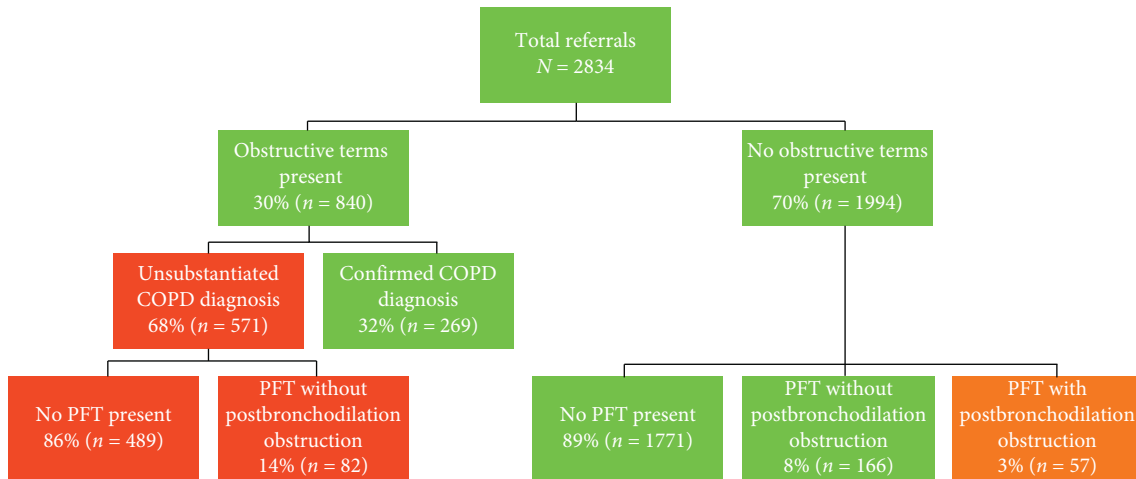 Total referrals
N = 2834
Obstructive terms
present
30% (n = 840)
No obstructive terms
present
70% (n = 1994)
Unsubstantiated
COPD diagnosis
68% (n = 571)
Confirmed COPD
diagnosis
32% (n = 269)
No PFT present
86% (n = 489)
PFT without
postbronchodilation
obstruction
14% (n = 82)
No PFT present
89% (n = 1771)
PFT without
postbronchodilation
obstruction
8% (n = 166)
PFT with
postbronchodilation
obstruction
3% (n = 57)